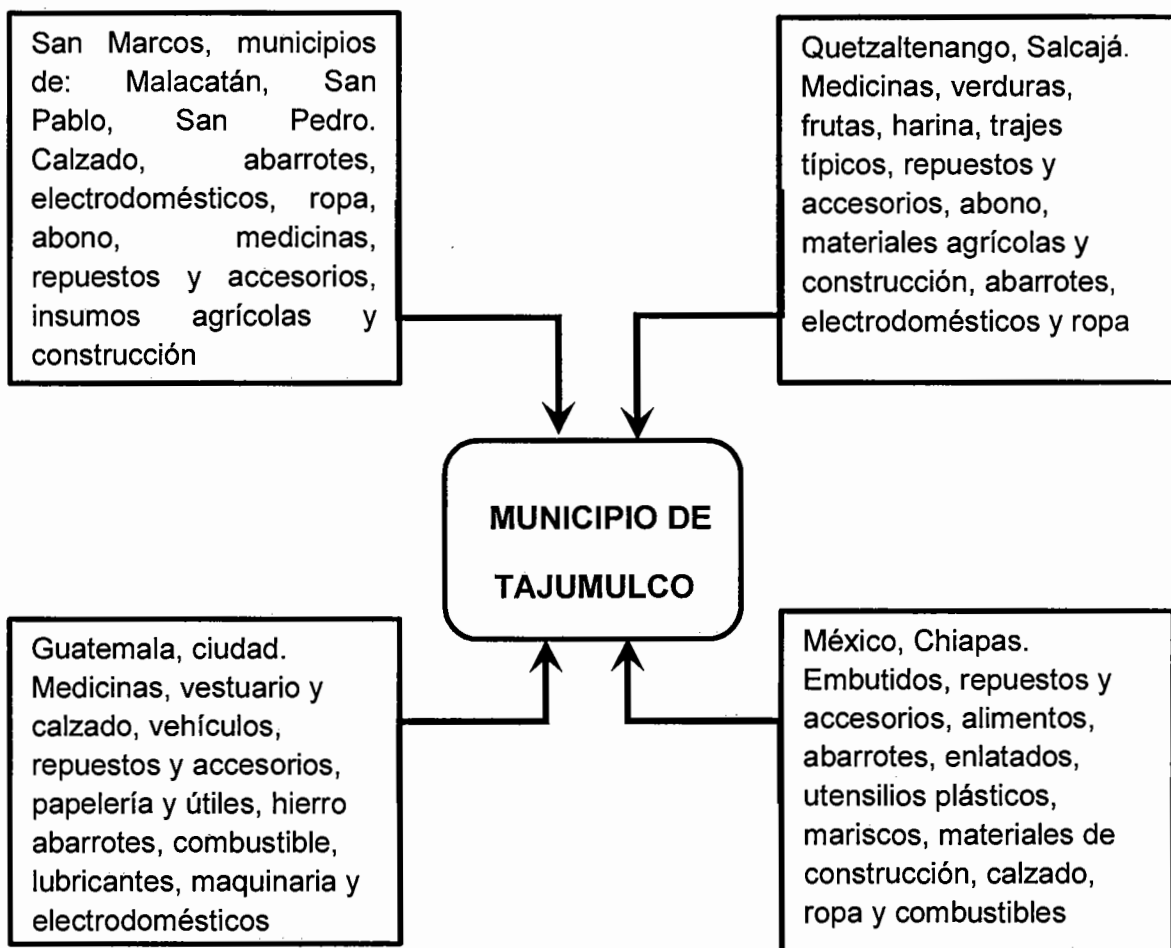 San Marcos, municipios
de: Malacatán, San
Pablo, San Pedro.
Calzado, abarrotes,
electrodomésticos, ropa,
abono, medicinas,
repuestos y accesorios,
insumos agrícolas y
construcción
Quetzaltenango, Salcajá.
Medicinas, verduras,
frutas, harina, trajes
típicos, repuestos y
accesorios, abono,
materiales agrícolas y
construcción, abarrotes,
electrodomésticos y ropa
MUNICIPIO DE
TAJUMULCO
Guatemala, ciudad.
Medicinas, vestuario y
calzado, vehículos,
repuestos y accesorios,
papelería y útiles, hierro
abarrotes, combustible,
lubricantes, maquinaria y
electrodomésticos
México, Chiapas.
Embutidos, repuestos y
accesorios, alimentos,
abarrotes, enlatados,
utensilios plásticos,
mariscos, materiales de
construcción, calzado,
ropa y combustibles